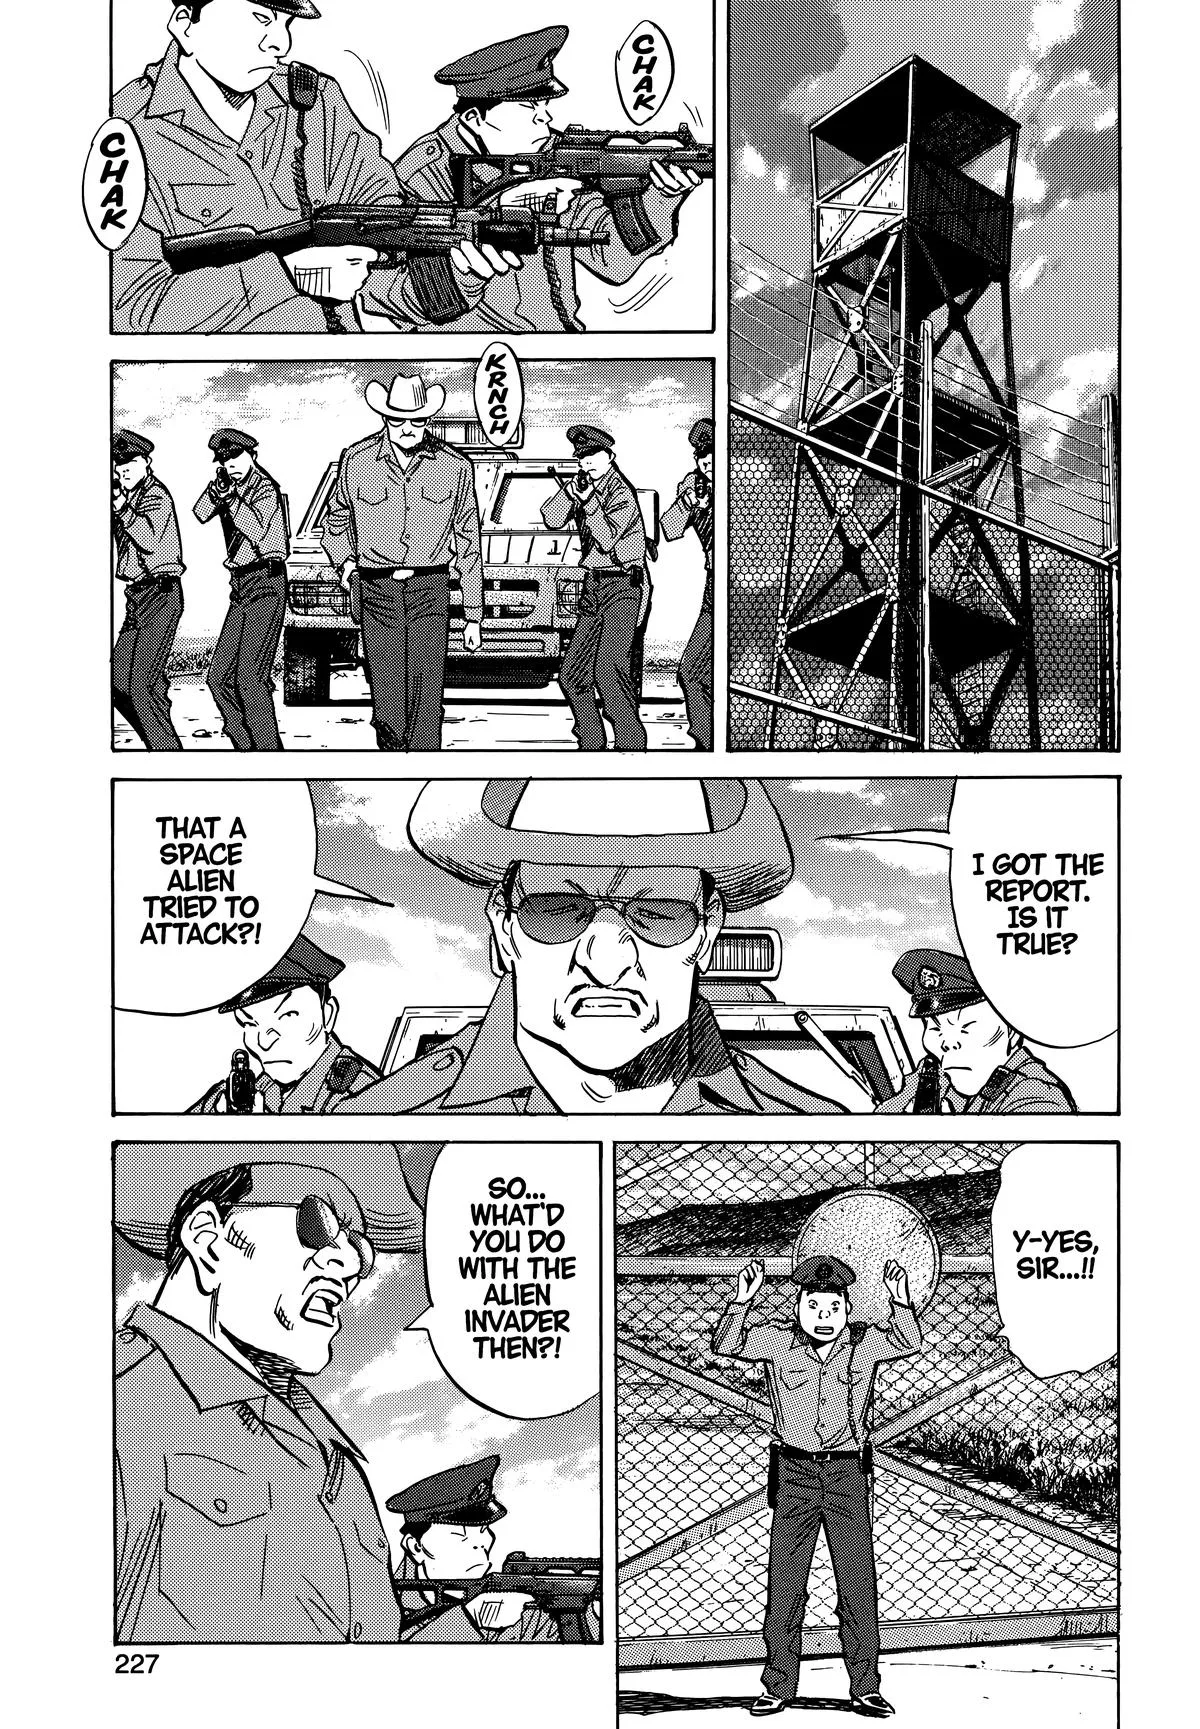 CHAK
CHAK
KRNCH
I GOT THE
REPORT.
IS IT
TRUE?
THAT A
SPACE
ALIEN
TRIED TO
ATTACK?!
Y-YES,
SIR...!!
SO...
WHAT'D
YOU DO
WITH THE
ALIEN
INVADER
THEN?!
227